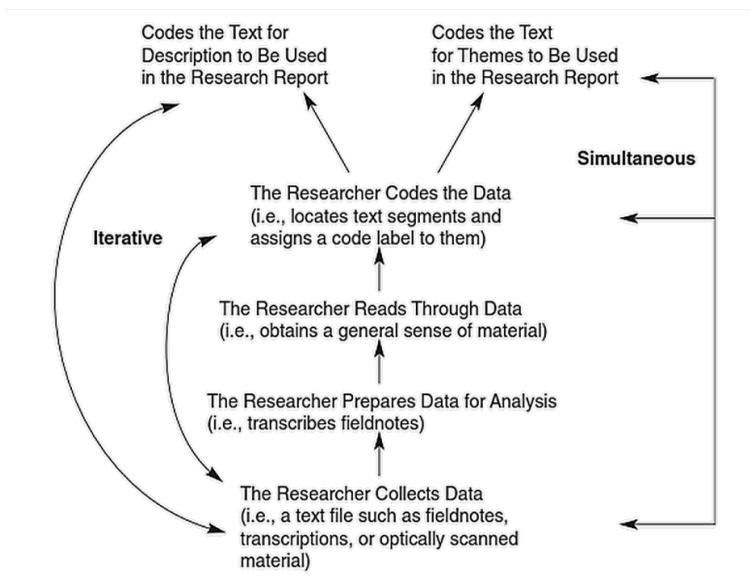 Codes the Text for
Description to Be Used
in the Research Report
Codes the Text
for Themes to Be Used
in the Research Report
Simultaneous
The Researcher Codes the Data
(i.e., locates text segments and
assigns a code label to them)
Iterative
The Researcher Reads Through Data
(i.e., obtains a general sense of material)
The Researcher Prepares Data for Analysis
(i.e., transcribes fieldnotes)
The Researcher Collects Data
(i.e., a text file such as fieldnotes,
transcriptions, or optically scanned
material)